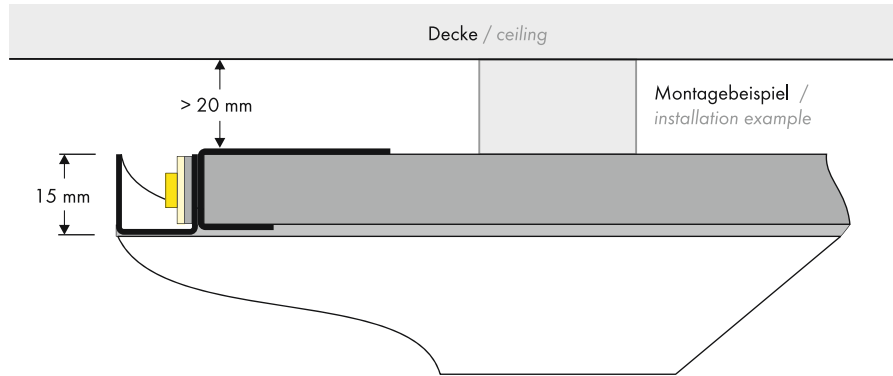 Decke / ceiling
> 20 mm
Montagebeispiel /
installation example
15 mm